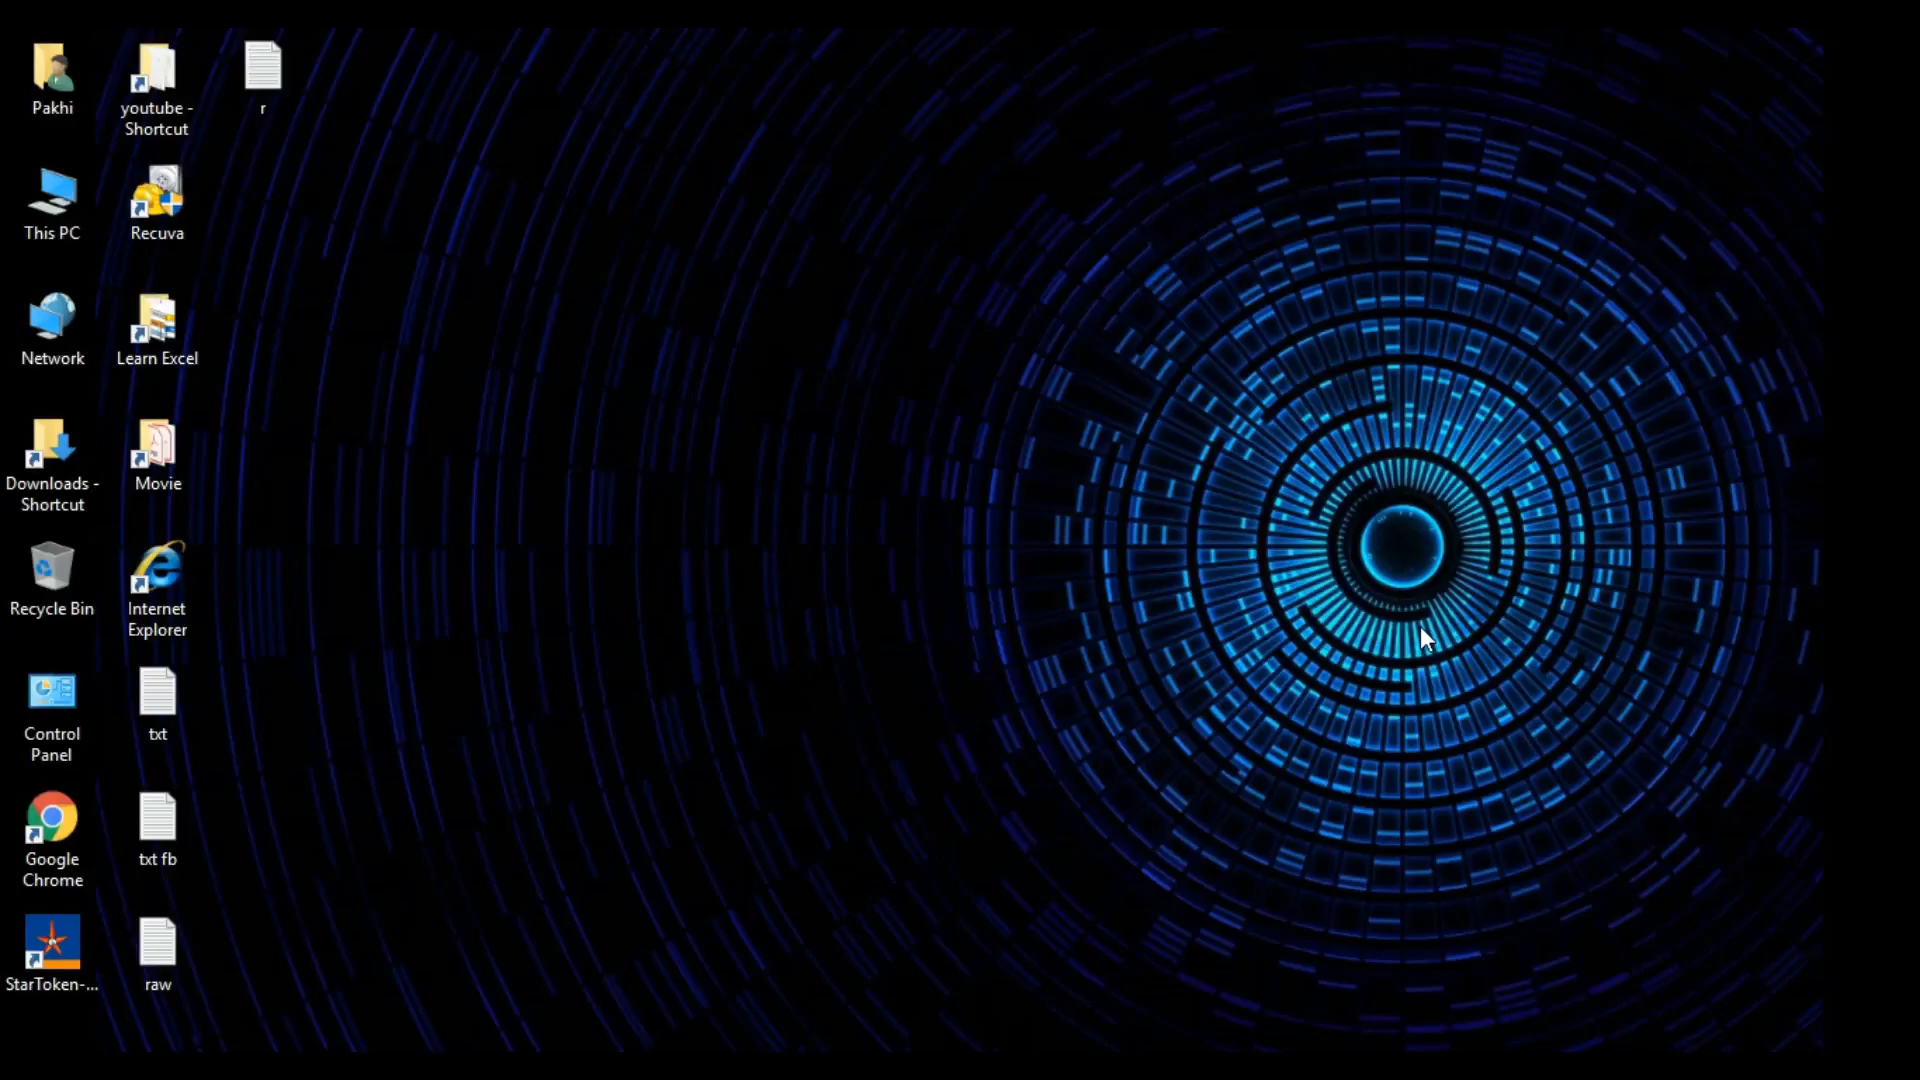 Pakhi
youtube -
Shortcut
r
This PC
Recuva
Network
Learn Excel
Downloads -
Shortcut
Movie
Recycle Bin
Internet
Explorer
Control
Panel
txt
Google
Chrome
txt fb
StarToken-...
raw